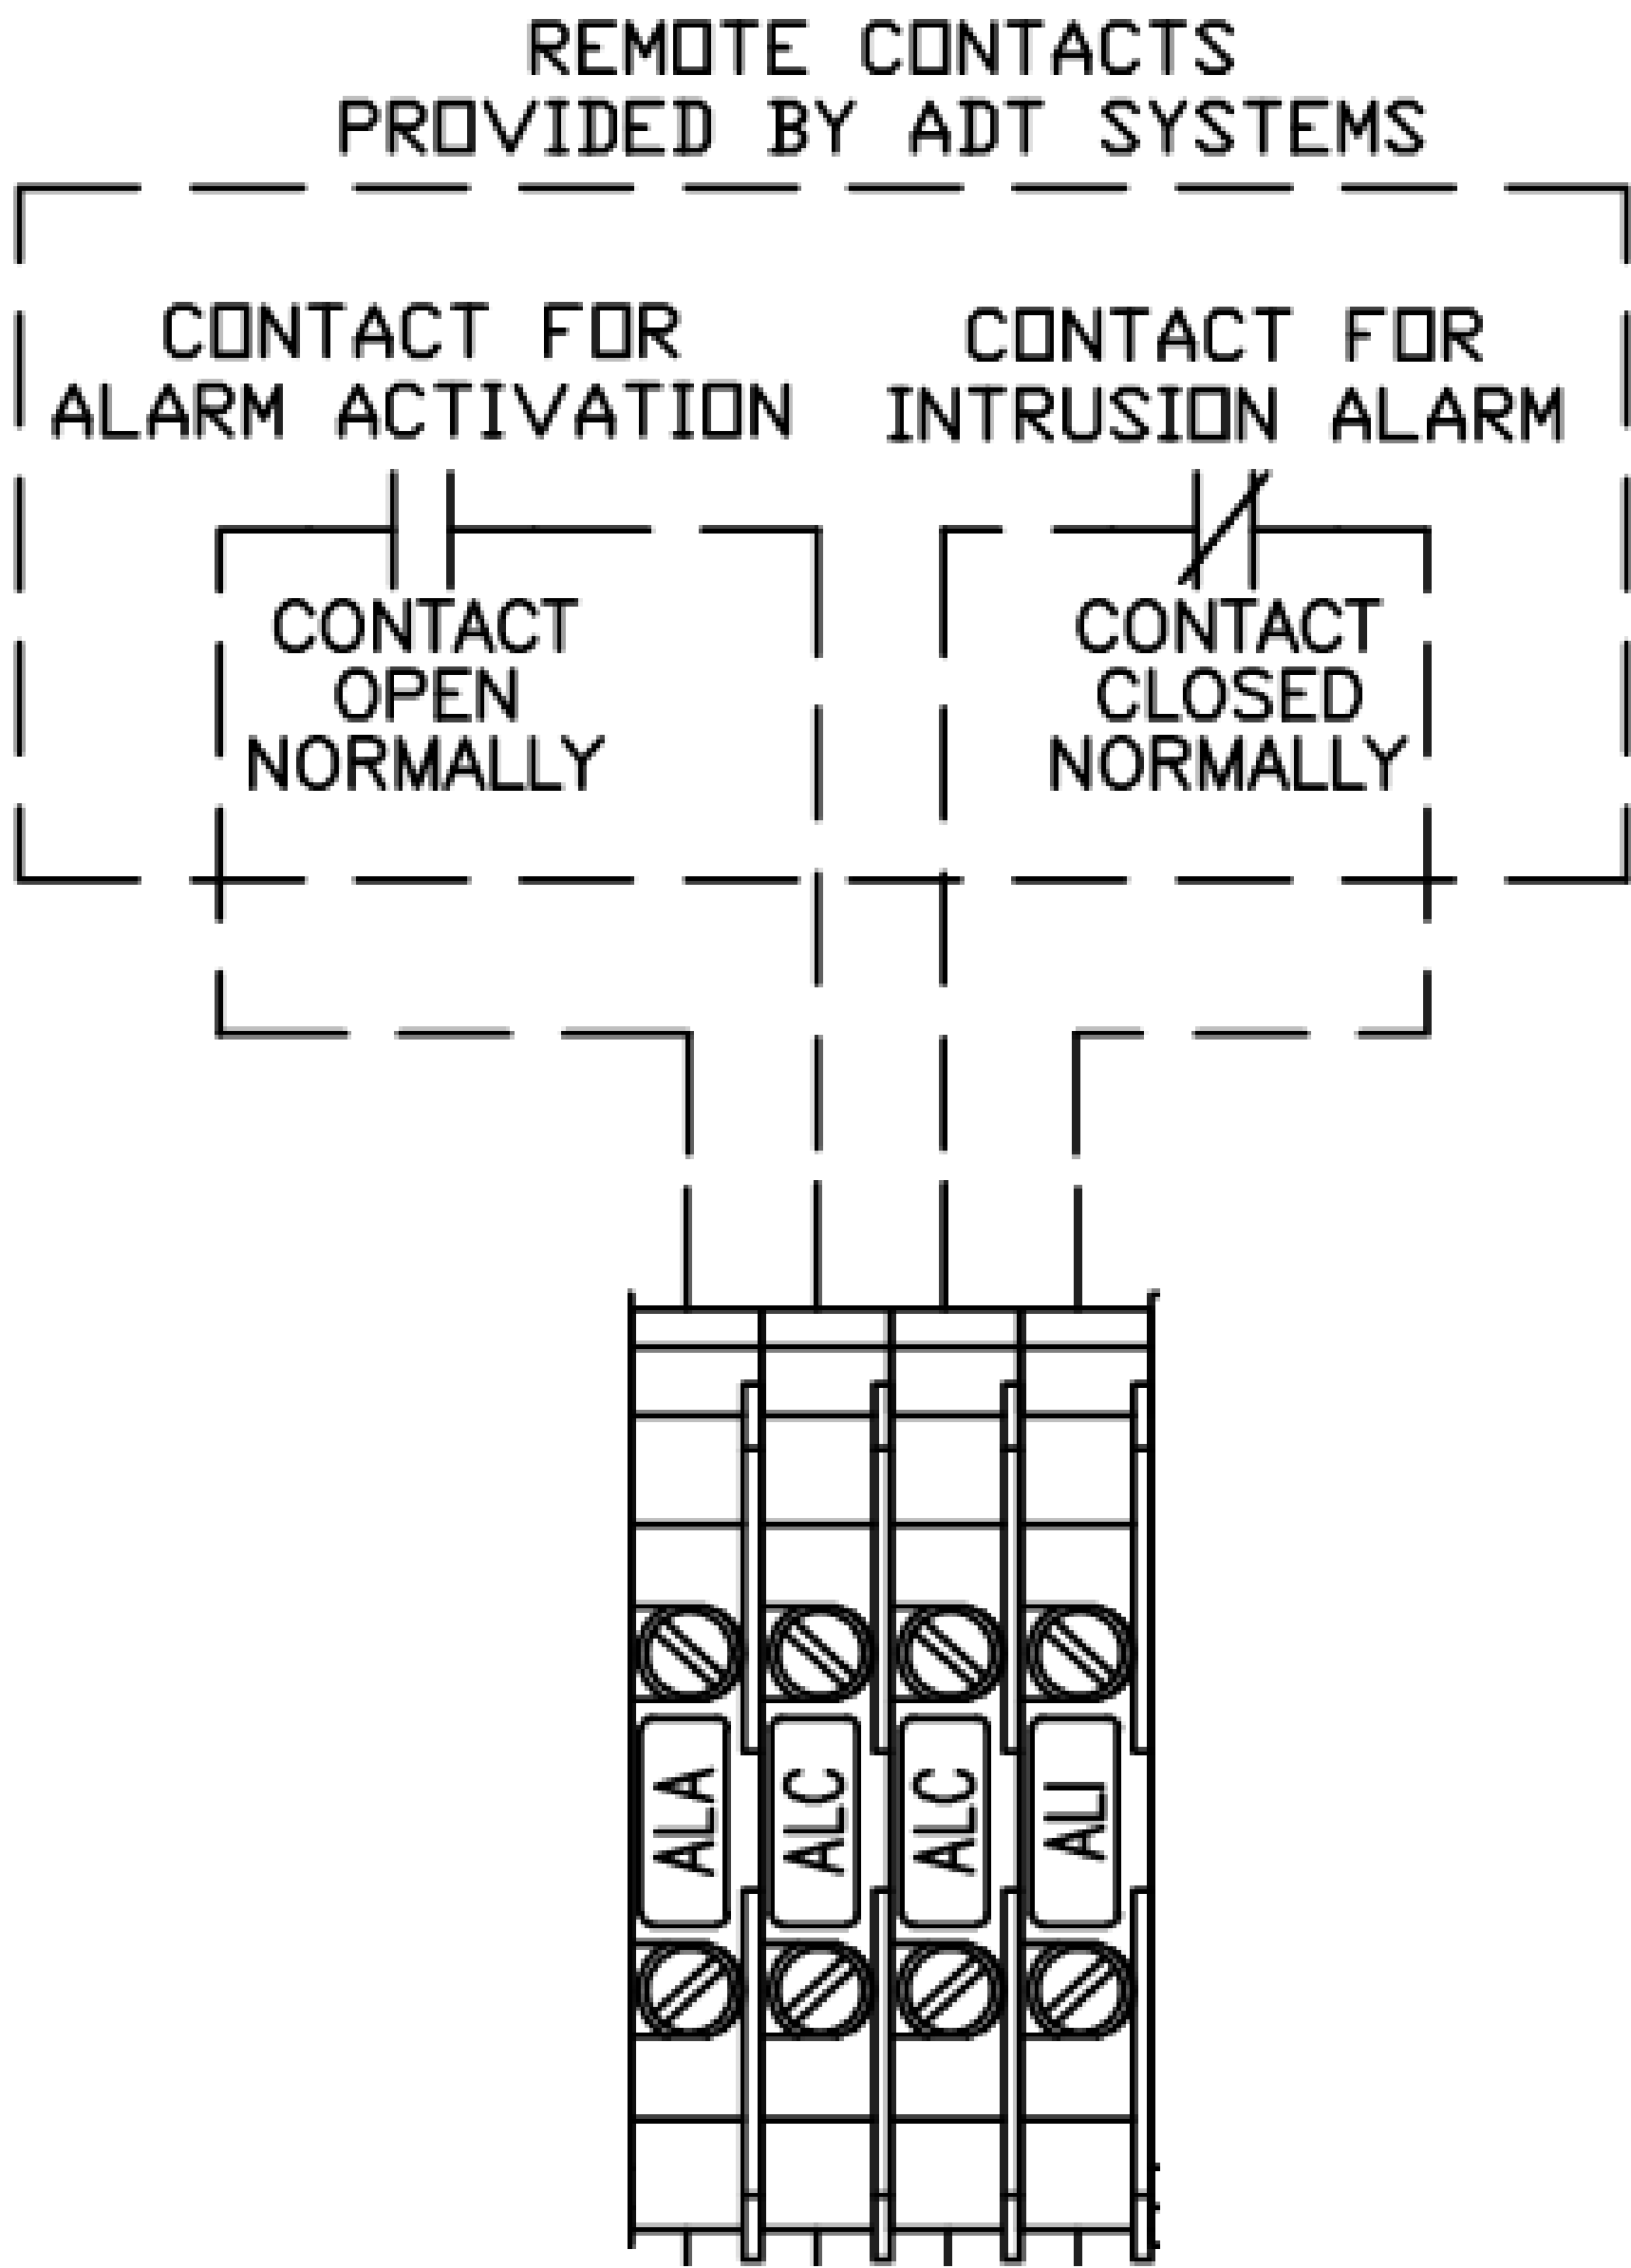 REMOTE CONTACTS
PROVIDED BY ADT SYSTEMS
CONTACT FOR
ALARM ACTIVATION
CONTACT FOR
INTRUSION ALARM
CONTACT
OPEN
NORMALLY
CONTACT
CLOSED
NORMALLY
ALA
ALC
ALC
ALI